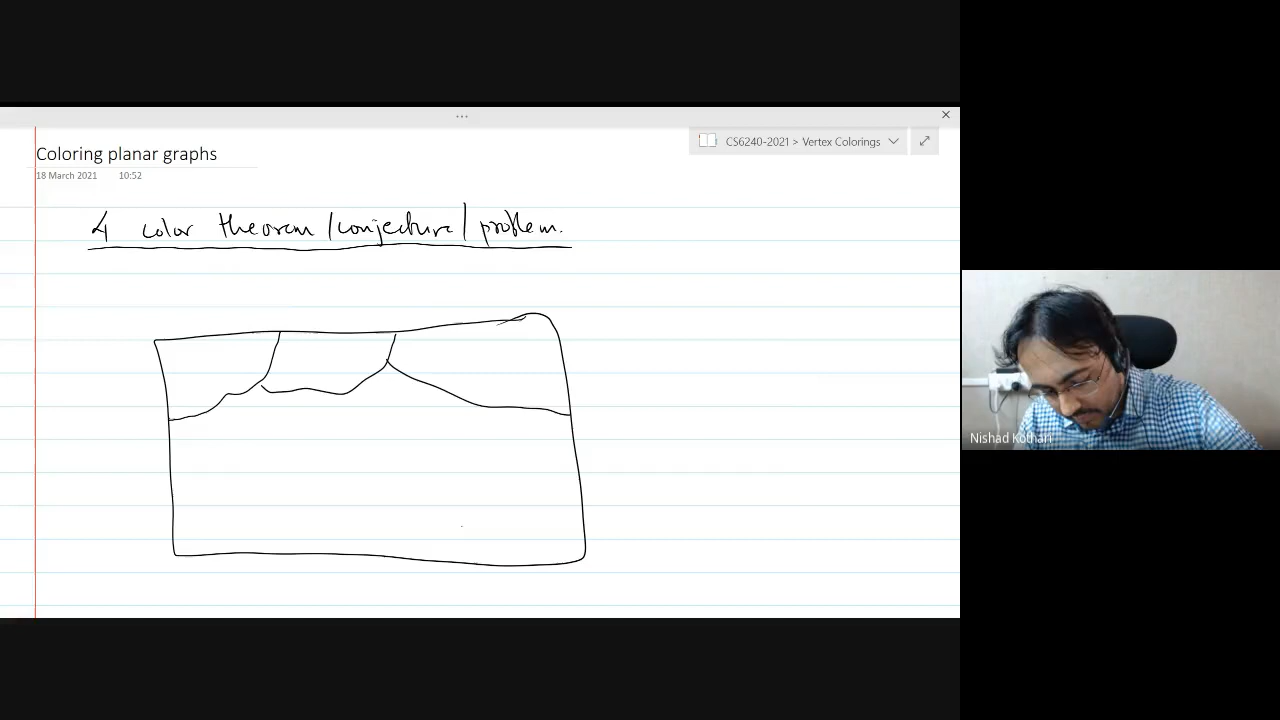 CS6240-2021 > Vertex Colorings
Coloring planar graphs
18 March 2021 10:52
4 color theorem / conjecture / problem.
Nishad Kothari